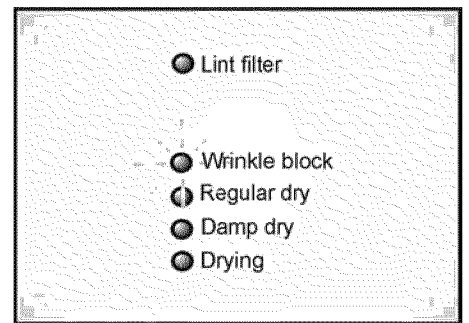 Lint filter
Wrinkle block
Regular dry
Damp dry
Drying